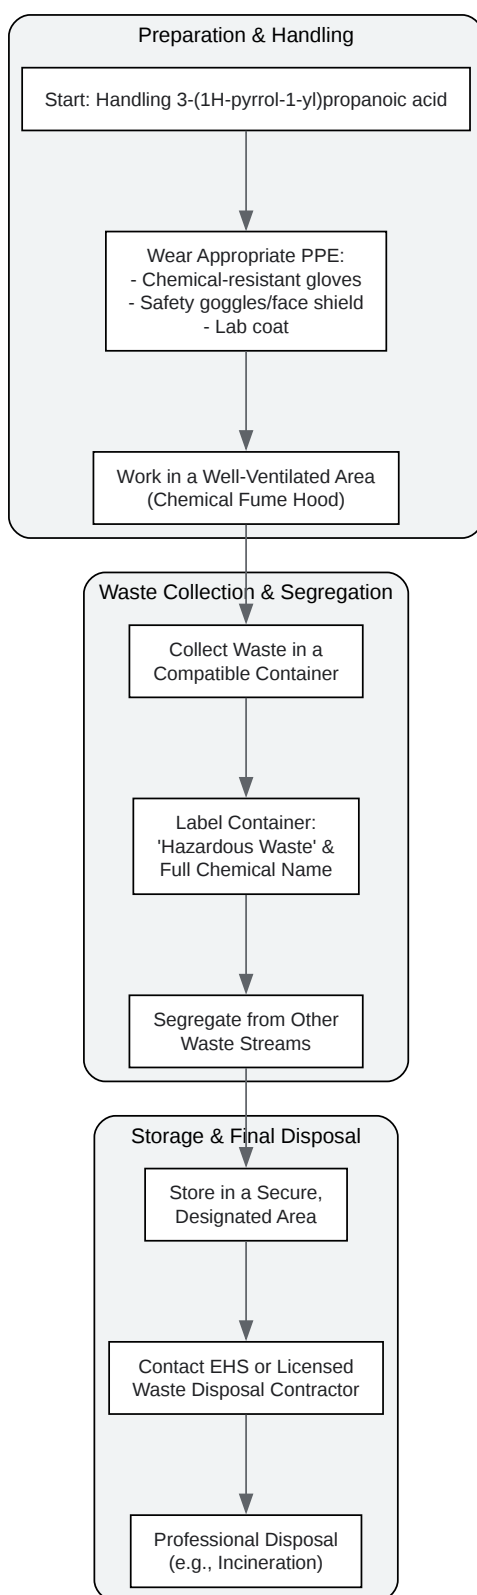 Preparation & Handling
Start: Handling 3-(1H-pyrrol-1-yl)propanoic acid
Wear Appropriate PPE:
- Chemical-resistant gloves
- Safety goggles/face shield
- Lab coat
Work in a Well-Ventilated Area
(Chemical Fume Hood)
Waste Collection & Segregation
Collect Waste in a
Compatible Container
Label Container:
'Hazardous Waste' &
Full Chemical Name
Segregate from Other
Waste Streams
Storage & Final Disposal
Store in a Secure,
Designated Area
Contact EHS or Licensed
Waste Disposal Contractor
Professional Disposal
(e.g., Incineration)